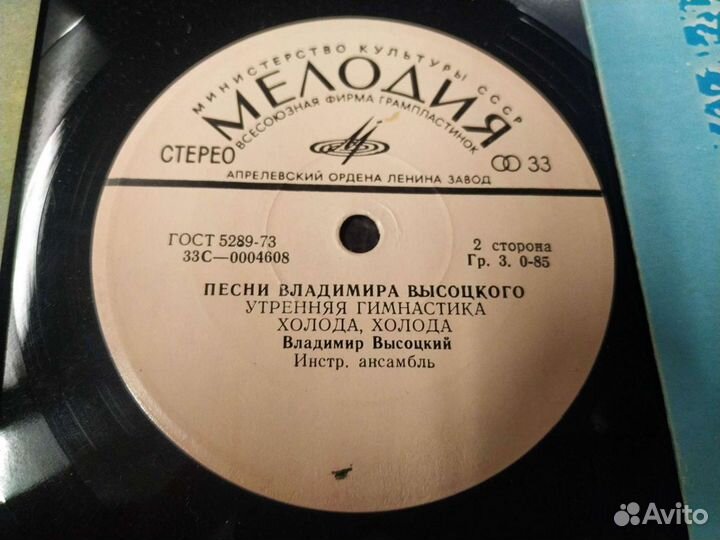 МИНИСТЕРСТВО КУЛЬТУРЫ СССР
МЕЛОДИЯ
ВСЕСОЮЗНАЯ ФИРМА ГРАМПЛАСТИНОК
СТЕРЕО
33
АПРЕЛЕВСКИЙ ОРДЕНА ЛЕНИНА ЗАВОД
ГОСТ 5289-73
33С—0004608
2 сторона
Гр. 3. 0-85
ПЕСНИ ВЛАДИМИРА ВЫСОЦКОГО
УТРЕННЯЯ ГИМНАСТИКА
ХОЛОДА, ХОЛОДА
Владимир Высоцкий
Инстр. ансамбль
Avito